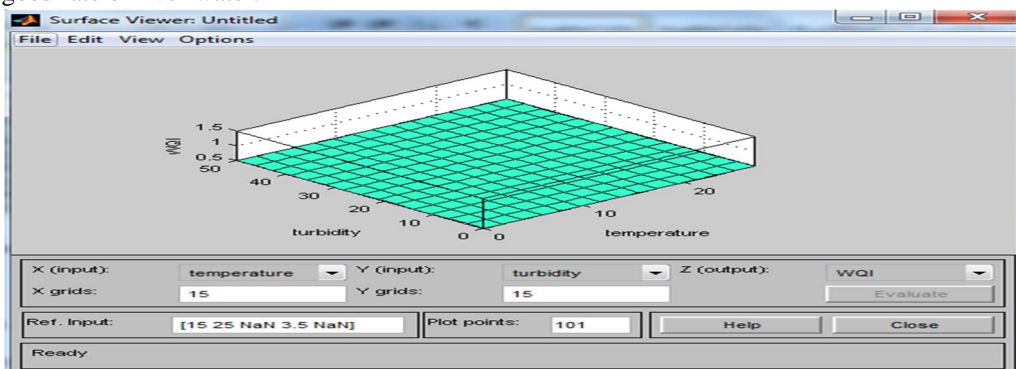 Surface Viewer: Untitled
File Edit View Options
WQI
1.5
1
0.5
50
40
30
20
10
0
0
10
20
turbidity
temperature
X (input): temperature Y (input): turbidity Z (output): WQI
X grids: 15 Y grids: 15 Evaluate
Ref. Input: [15 25 NaN 3.5 NaN] Plot points: 101 Help Close
Ready